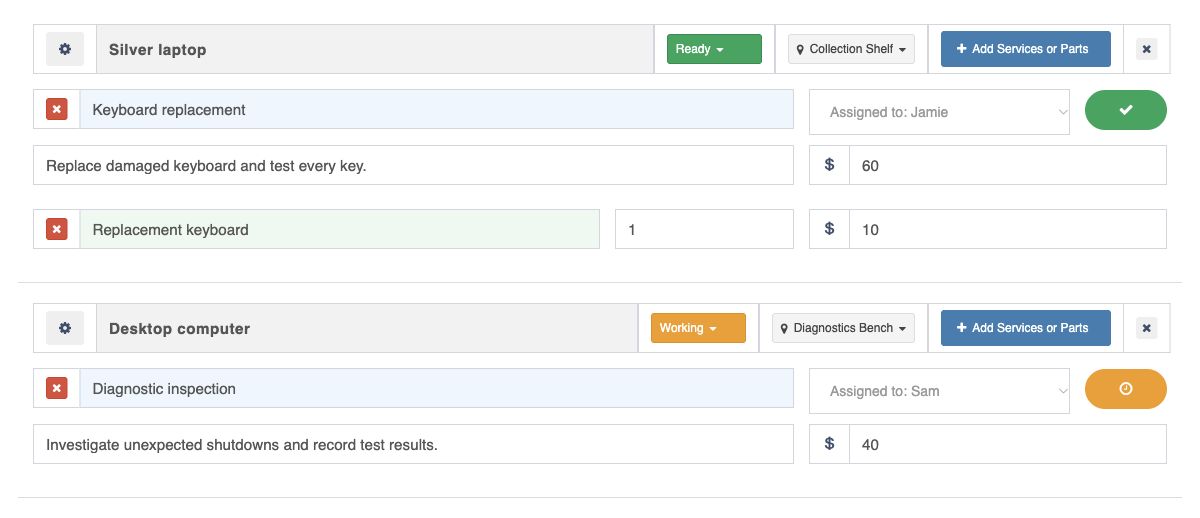 Silver laptop Ready Collection Shelf + Add Services or Parts
Keyboard replacement Assigned to: Jamie
Replace damaged keyboard and test every key. $ 60
Replacement keyboard 1 $ 10
Desktop computer Working Diagnostics Bench + Add Services or Parts
Diagnostic inspection Assigned to: Sam
Investigate unexpected shutdowns and record test results. $ 40